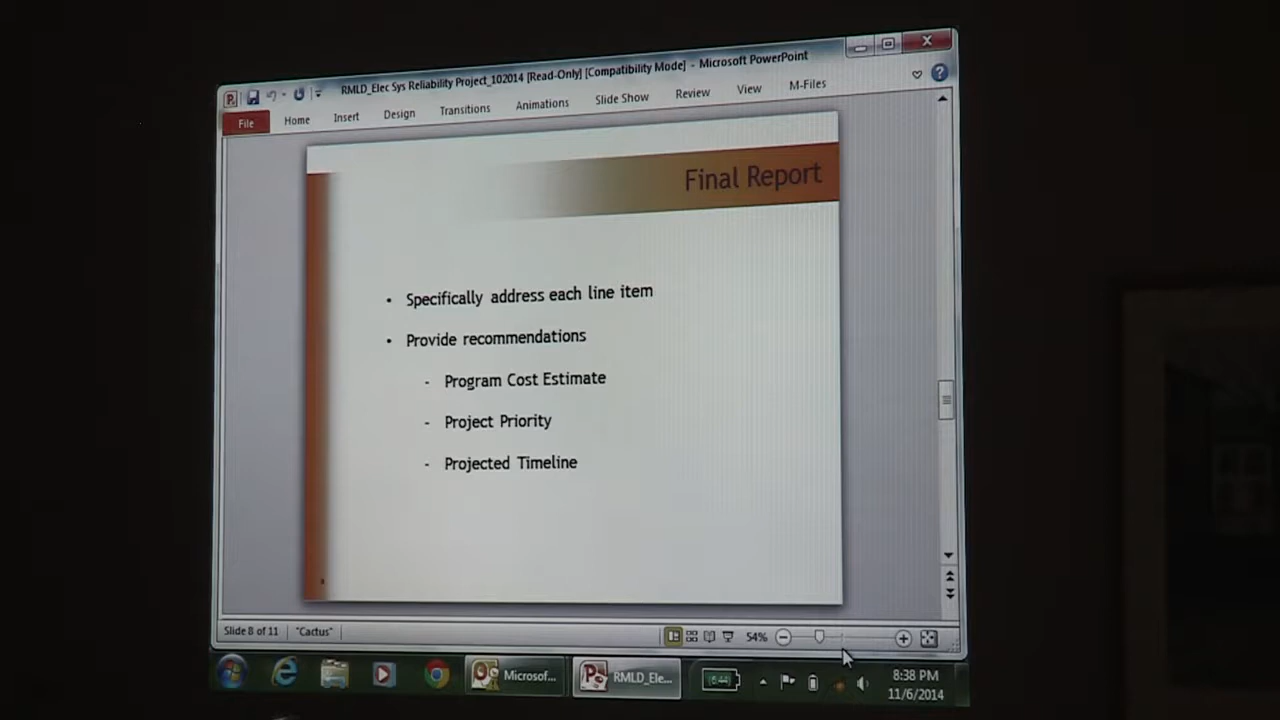 RMLD_Elec Sys Reliability Project_102014 [Read-Only] [Compatibility Mode] - Microsoft PowerPoint
File Home Insert Design Transitions Animations Slide Show Review View M-Files
Final Report
• Specifically address each line item
• Provide recommendations
- Program Cost Estimate
- Project Priority
- Projected Timeline
Slide 8 of 11 "Cactus" 54%
Microsof... RMLD_Ele... 8:38 PM
11/6/2014